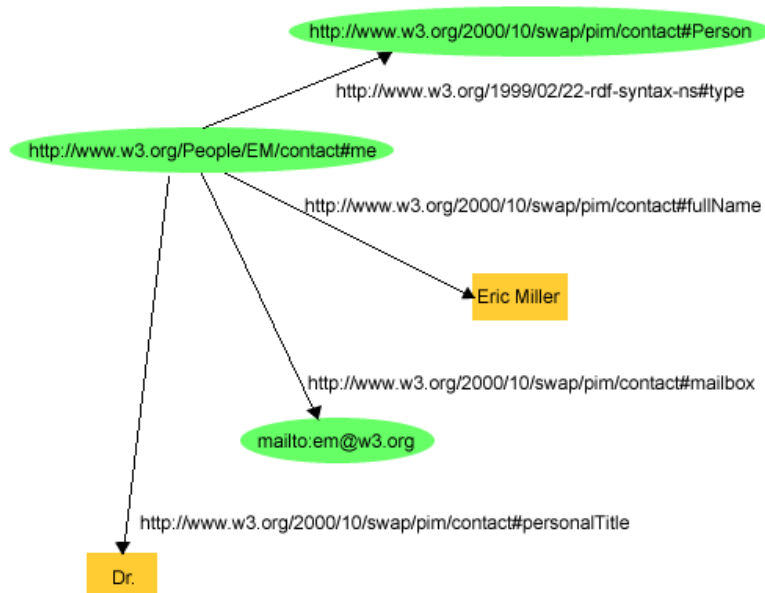 http://www.w3.org/2000/10/swap/pim/contact#Person
http://www.w3.org/1999/02/22-rdf-syntax-ns#type
http://www.w3.org/People/EM/contact#me
http://www.w3.org/2000/10/swap/pim/contact#fullName
Eric Miller
http://www.w3.org/2000/10/swap/pim/contact#mailbox
mailto:em@w3.org
http://www.w3.org/2000/10/swap/pim/contact#personalTitle
Dr.